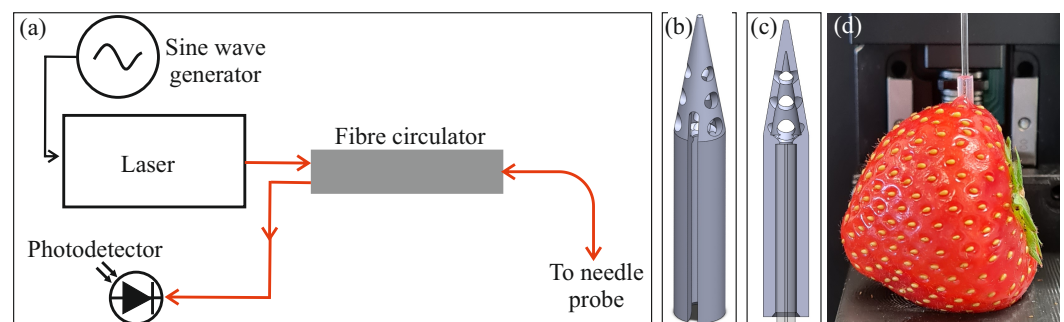 (a)
Sine wave
generator
Laser
Fibre circulator
Photodetector
To needle
probe
(b)
(c)
(d)